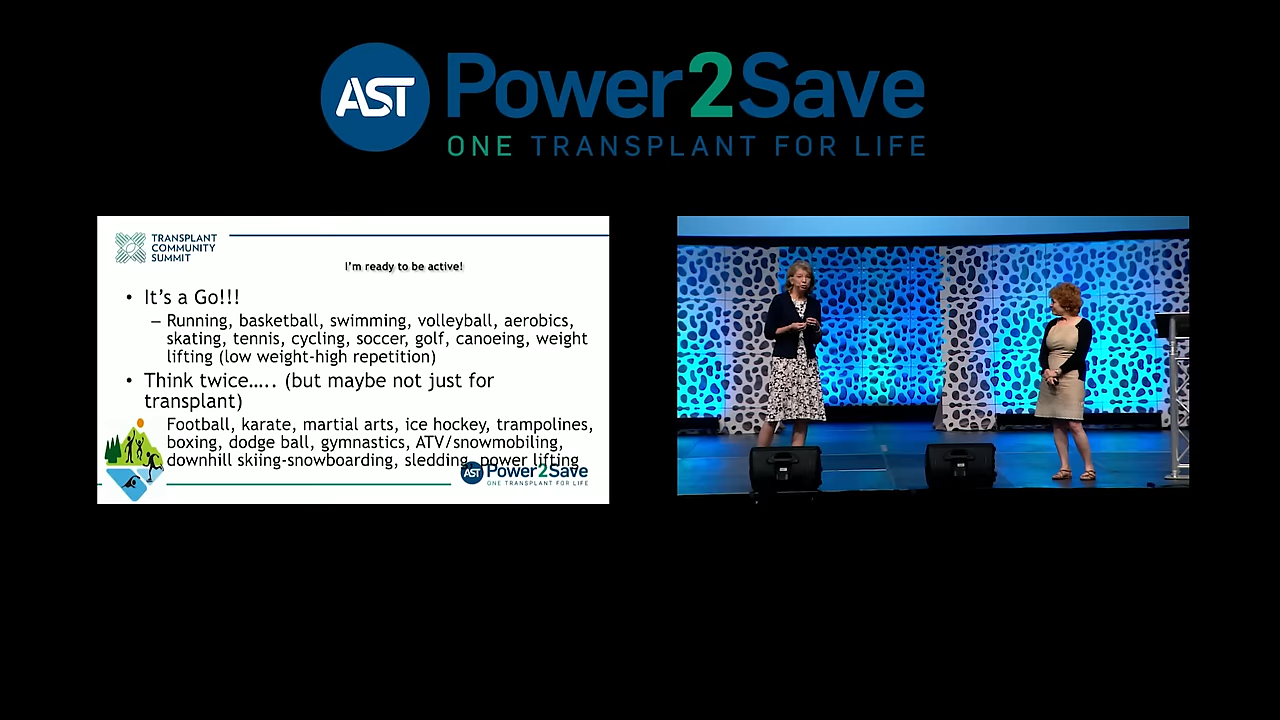 AST Power2Save
ONE TRANSPLANT FOR LIFE
TRANSPLANT
COMMUNITY
SUMMIT
I'm ready to be active!
• It's a Go!!!
– Running, basketball, swimming, volleyball, aerobics,
skating, tennis, cycling, soccer, golf, canoeing, weight
lifting (low weight-high repetition)
• Think twice….. (but maybe not just for
transplant)
Football, karate, martial arts, ice hockey, trampolines,
boxing, dodge ball, gymnastics, ATV/snowmobiling,
downhill skiing-snowboarding, sledding, power lifting
AST Power2Save
ONE TRANSPLANT FOR LIFE